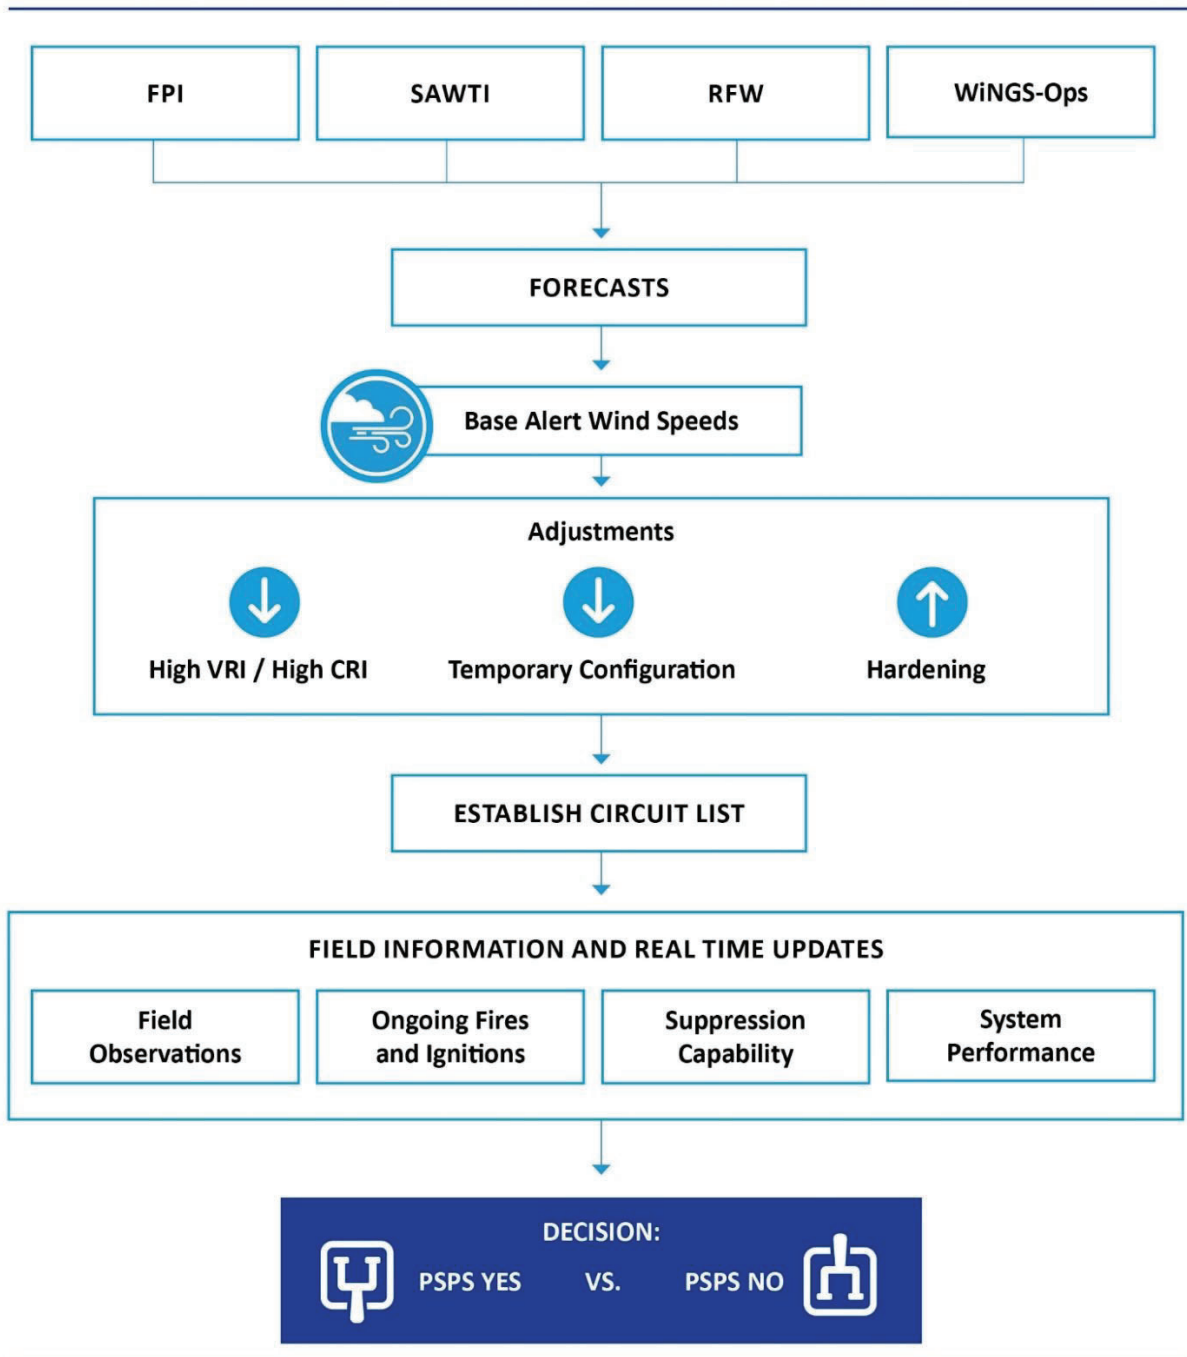 FPI
SAWTI
RFW
WiNGS-Ops
FORECASTS
Base Alert Wind Speeds
Adjustments
High VRI / High CRI
Temporary Configuration
Hardening
ESTABLISH CIRCUIT LIST
FIELD INFORMATION AND REAL TIME UPDATES
Field
Observations
Ongoing Fires
and Ignitions
Suppression
Capability
System
Performance
DECISION:
PSPS YES VS. PSPS NO